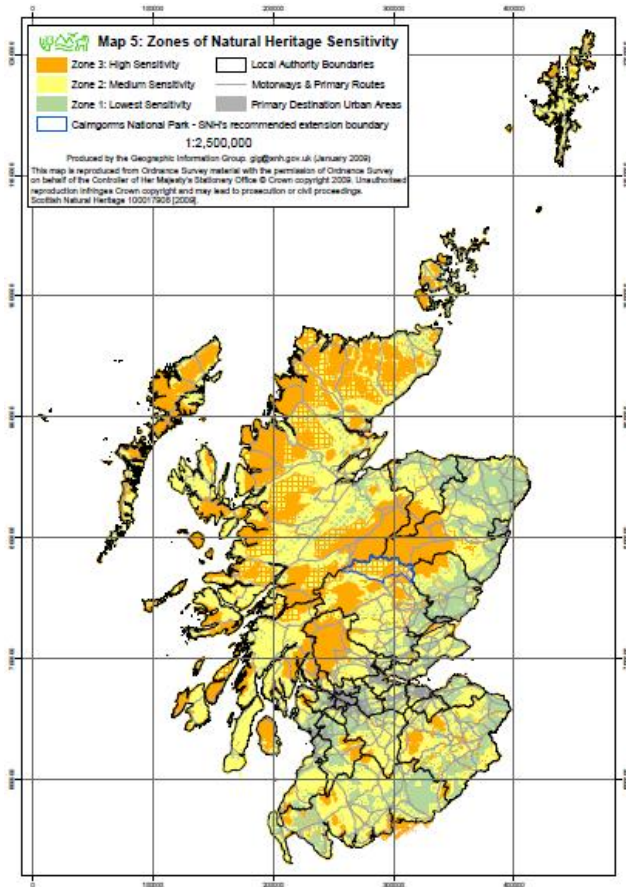 Map 5: Zones of Natural Heritage Sensitivity
Zone 3: High Sensitivity
Local Authority Boundaries
Zone 2: Medium Sensitivity
Motorways & Primary Routes
Zone 1: Lowest Sensitivity
Primary Destination Urban Areas
Cairngorms National Park - SNH's recommended extension boundary
1:2,500,000
Produced by the Geographic Information Group: gig@snh.gov.uk (January 2009)
This map is reproduced from Ordnance Survey material with the permission of Ordnance Survey
on behalf of the Controller of Her Majesty's Stationery Office © Crown copyright 2009. Unauthorised
reproduction infringes Crown copyright and may lead to prosecution or civil proceedings.
Scottish Natural Heritage 100017908 [2009].
0 100000 200000 300000 400000
0 100000 200000 300000 400000